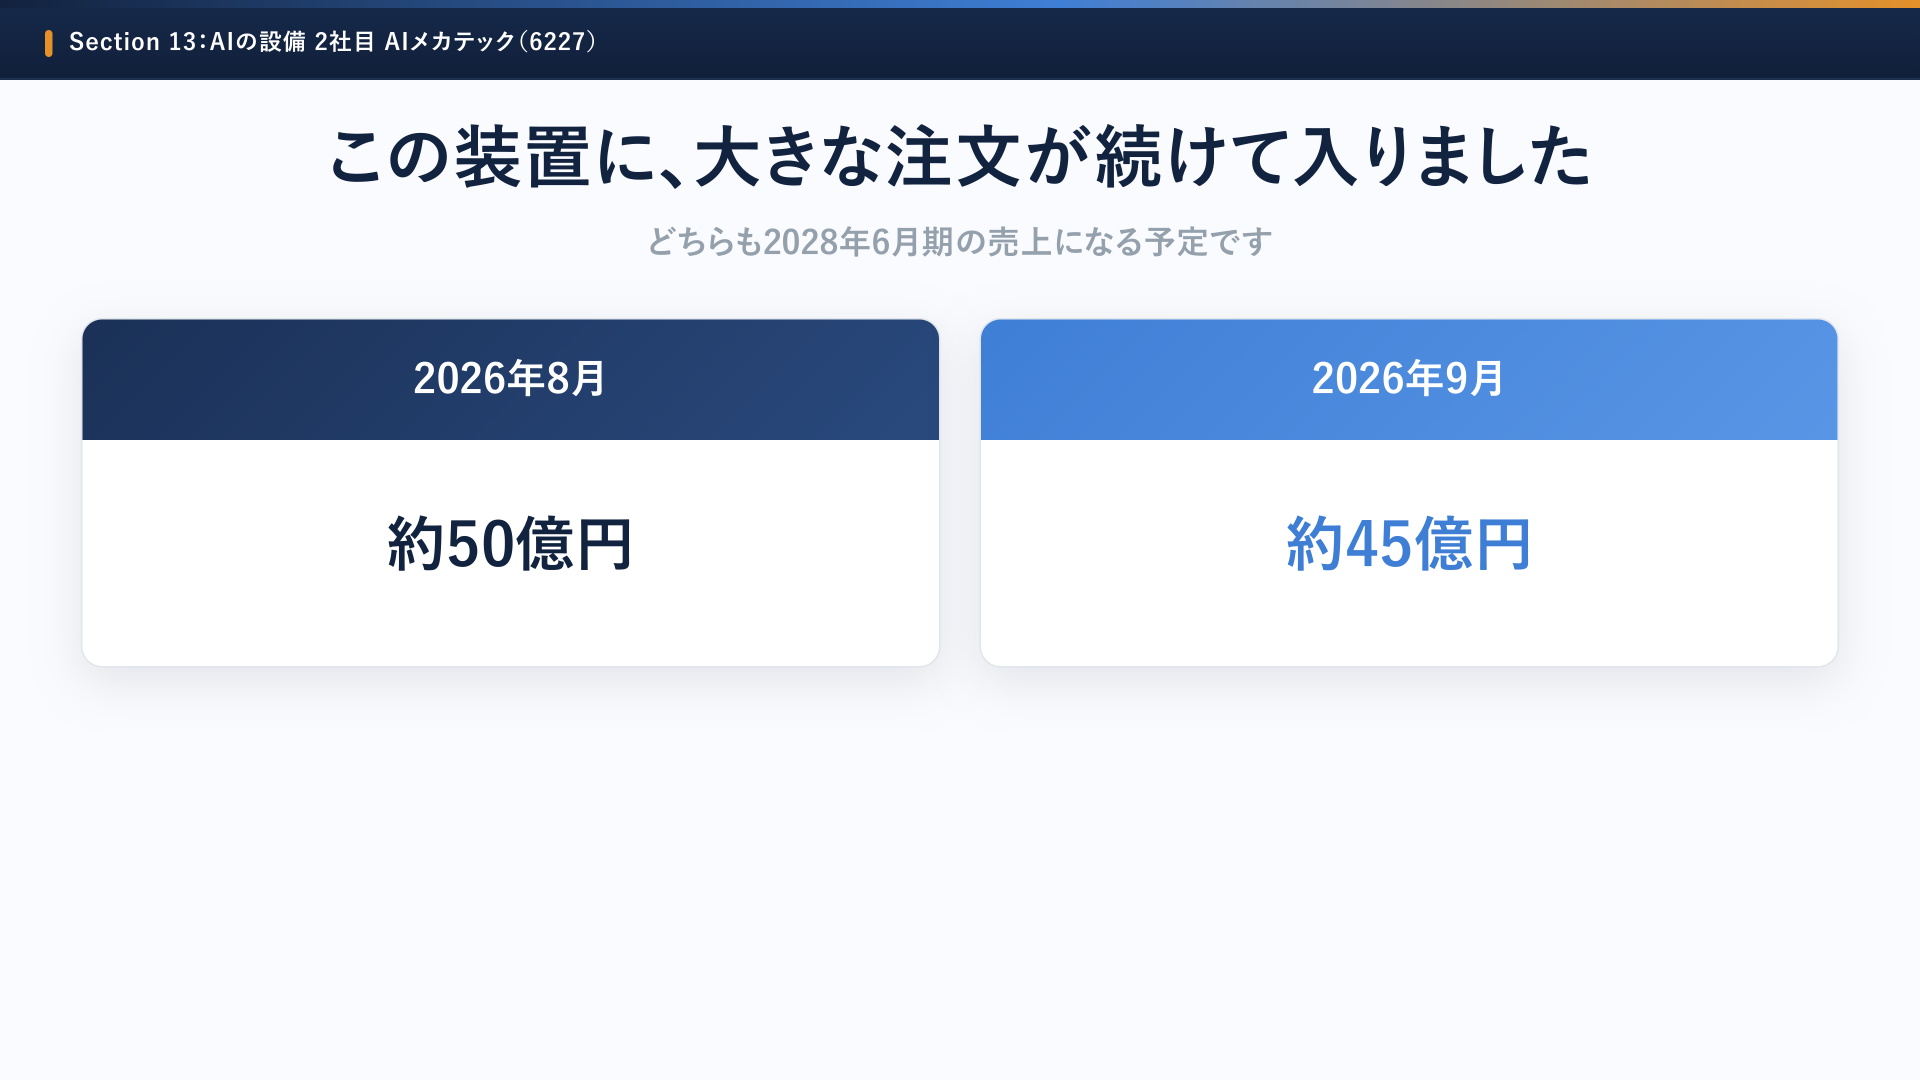 Section 13：AIの設備 2社目 AIメカテック（6227）
この装置に、大きな注文が続けて入りました
どちらも2028年6月期の売上になる予定です
2026年8月
2026年9月
約50億円
約45億円